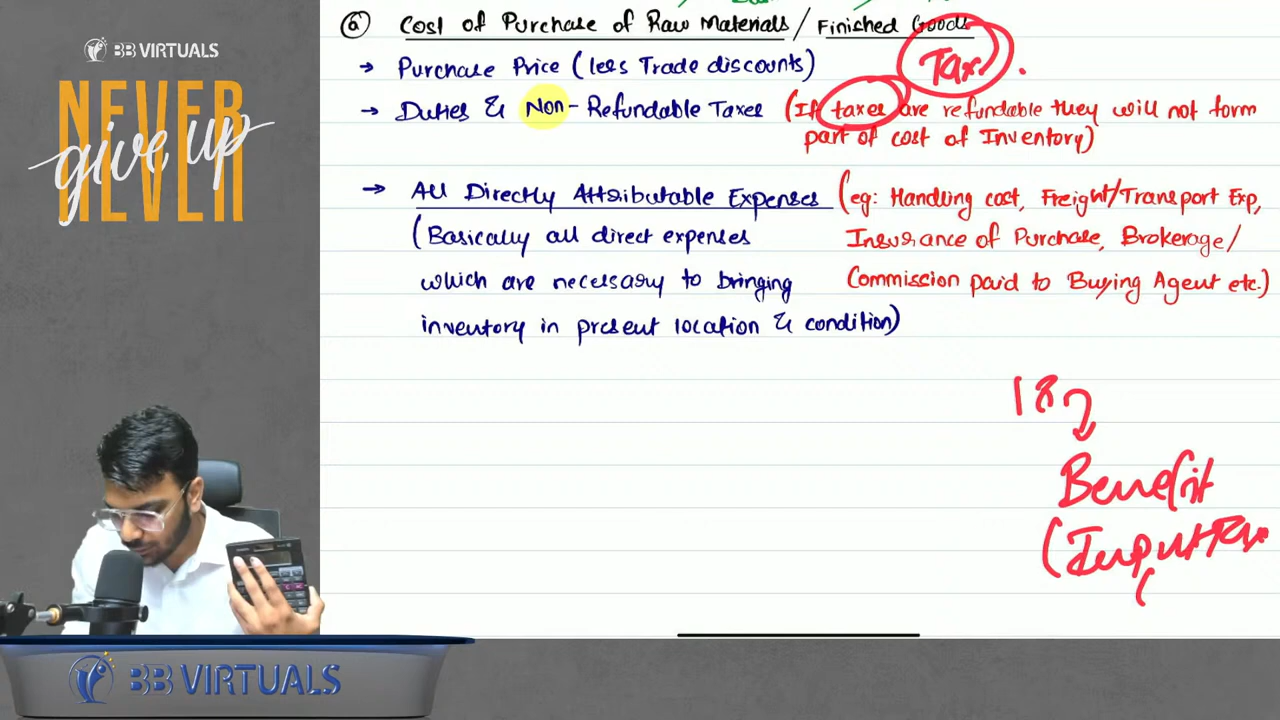 BB VIRTUALS
NEVER
give up
NEVER
(a) Cost of Purchase of Raw Materials / Finished Goods
→ Purchase Price (less Trade discounts)
Tax
→ Duties & Non-Refundable Taxes (If taxes are refundable they will not form
part of cost of Inventory)
→ All Directly Attributable Expenses (eg: Handling cost, Freight/Transport Exp,
(Basically all direct expenses Insurance of Purchase, Brokerage/
which are necessary to bringing Commission paid to Buying Agent etc.)
inventory in present location & condition)
18
Benefit
(Input Tax
(
BB VIRTUALS